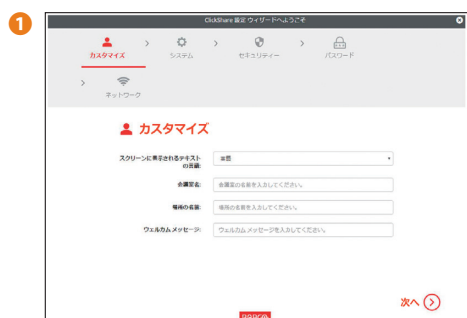 1
ClickShare 設定 ウィザードへようこそ
カスタマイズ
システム
セキュリティー
パスワード
ネットワーク
カスタマイズ
スクリーンに表示されるテキスト
の言語:
英語
会議室名:
会議室の名前を入力してください。
場所の名前:
場所の名前を入力してください。
ウェルカム メッセージ:
ウェルカム メッセージを入力してください。
次へ